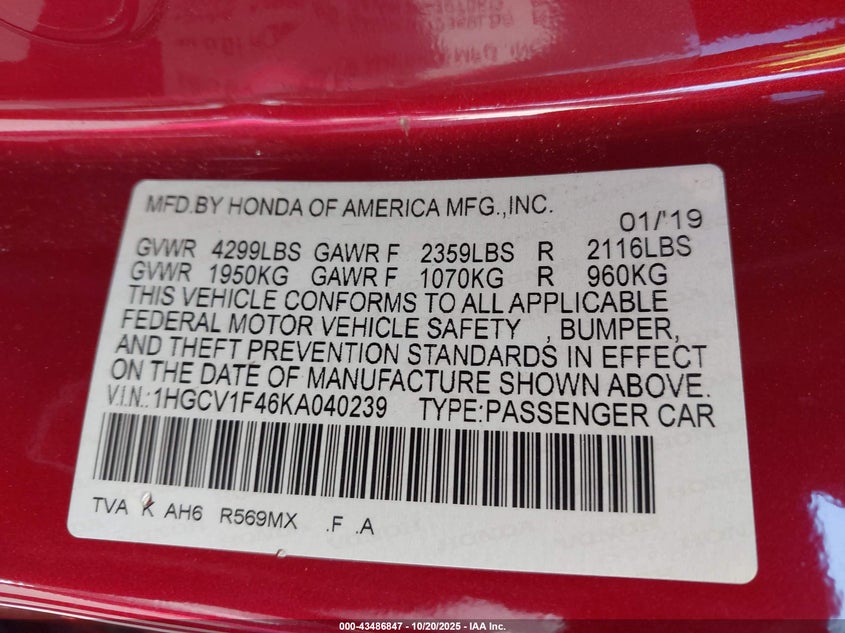 MFD.BY HONDA OF AMERICA MFG.,INC.
01/'19
GVWR 4299LBS GAWR F 2359LBS R 2116LBS
GVWR 1950KG GAWR F 1070KG R 960KG
THIS VEHICLE CONFORMS TO ALL APPLICABLE
FEDERAL MOTOR VEHICLE SAFETY , BUMPER,
AND THEFT PREVENTION STANDARDS IN EFFECT
ON THE DATE OF MANUFACTURE SHOWN ABOVE.
V.I.N.:1HGCV1F46KA040239 TYPE:PASSENGER CAR
TVA K AH6 R569MX .F .A
HONDA HONDA
000-43486847 | 10/20/2025 - IAA Inc.